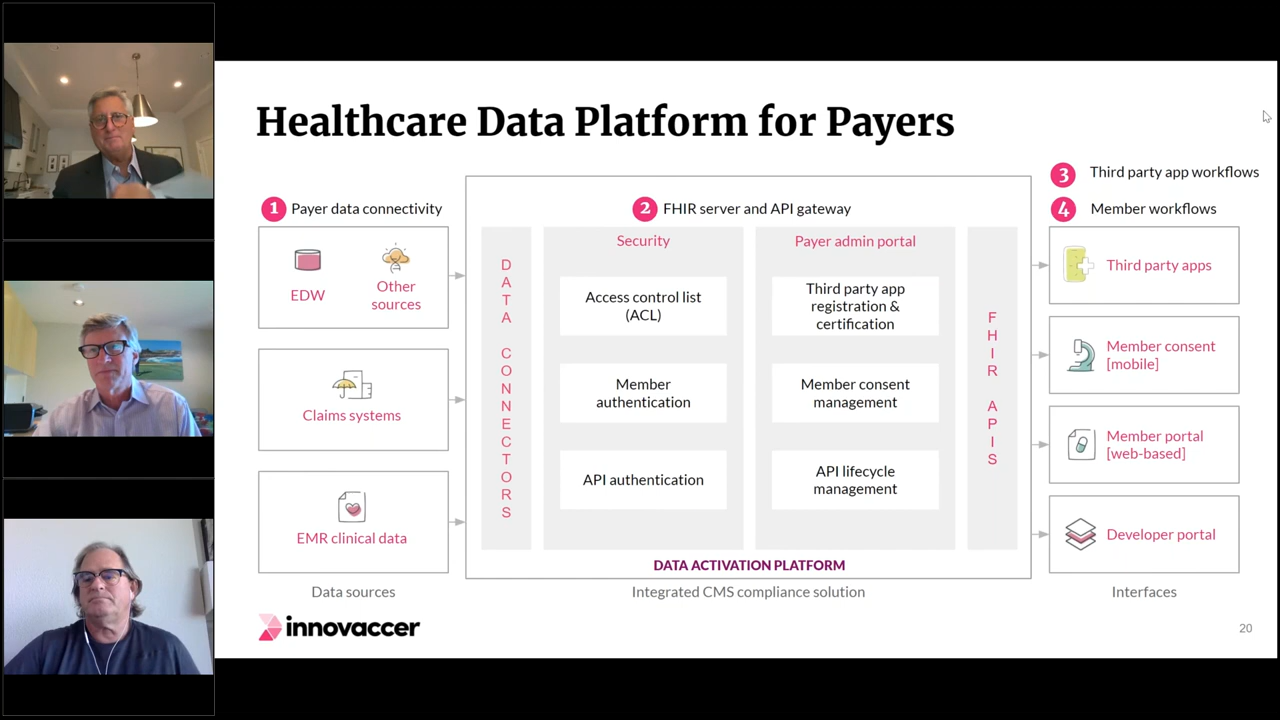 Healthcare Data Platform for Payers
1 Payer data connectivity
EDW
Other
sources
Claims systems
EMR clinical data
Data sources
2 FHIR server and API gateway
DATA CONNECTORS
Security
Access control list
(ACL)
Member
authentication
API authentication
Payer admin portal
Third party app
registration &
certification
Member consent
management
API lifecycle
management
FHIR APIS
DATA ACTIVATION PLATFORM
Integrated CMS compliance solution
3 Third party app workflows
4 Member workflows
Third party apps
Member consent
[mobile]
Member portal
[web-based]
Developer portal
Interfaces
innovaccer
20